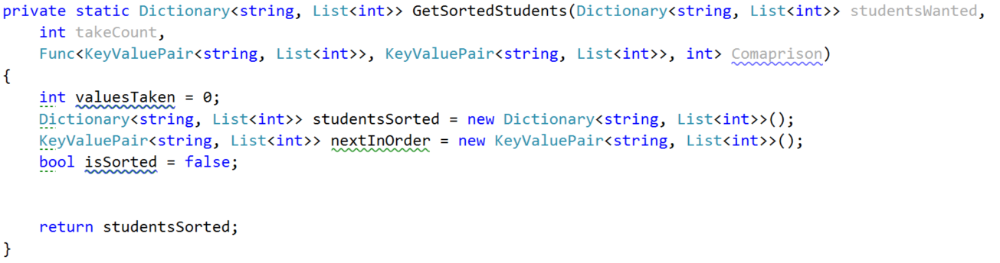 private static Dictionary<string, List<int>> GetSortedStudents(Dictionary<string, List<int>> studentsWanted,
    int takeCount,
    Func<KeyValuePair<string, List<int>>, KeyValuePair<string, List<int>>, int> Comaprison)
{
    int valuesTaken = 0;
    Dictionary<string, List<int>> studentsSorted = new Dictionary<string, List<int>>();
    KeyValuePair<string, List<int>> nextInOrder = new KeyValuePair<string, List<int>>();
    bool isSorted = false;
    return studentsSorted;
}